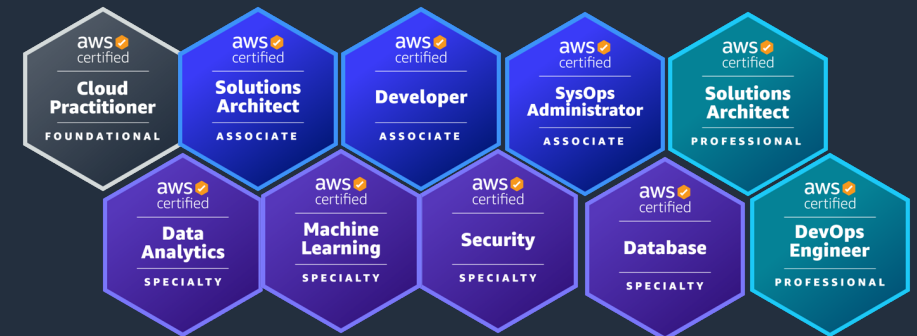 aws
certified
Cloud
Practitioner
FOUNDATIONAL
aws
certified
Solutions
Architect
ASSOCIATE
aws
certified
Developer
ASSOCIATE
aws
certified
SysOps
Administrator
ASSOCIATE
aws
certified
Solutions
Architect
PROFESSIONAL
aws
certified
Data
Analytics
SPECIALTY
aws
certified
Machine
Learning
SPECIALTY
aws
certified
Security
SPECIALTY
aws
certified
Database
SPECIALTY
aws
certified
DevOps
Engineer
PROFESSIONAL